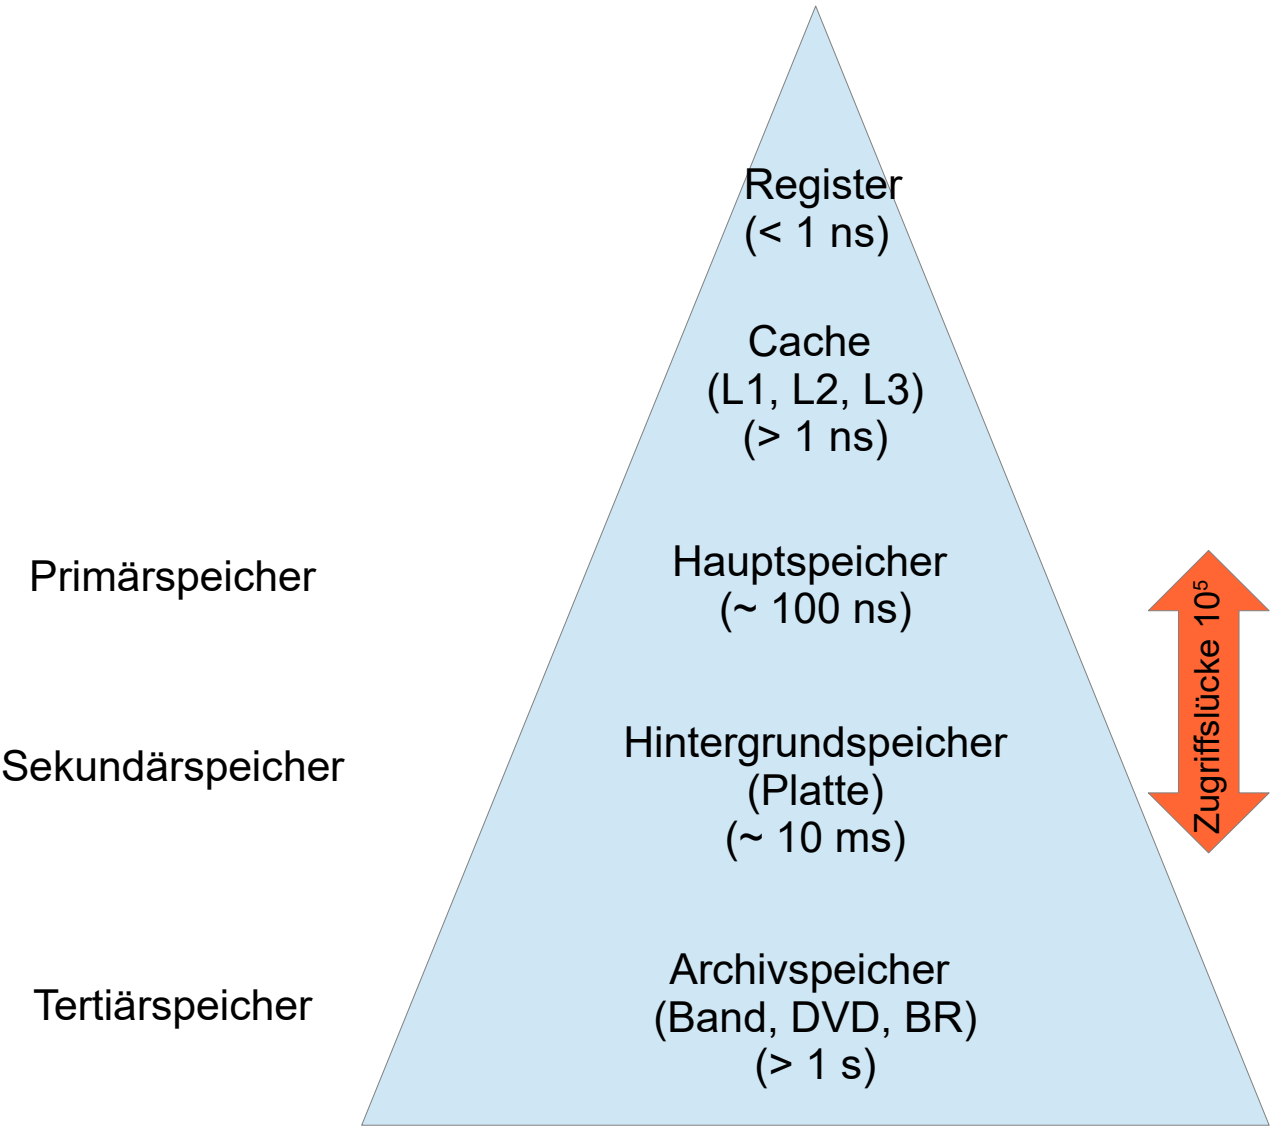 Register
(< 1 ns)
Cache
(L1, L2, L3)
(> 1 ns)
Primärspeicher
Hauptspeicher
(~ 100 ns)
Zugriffslücke 10⁵
Sekundärspeicher
Hintergrundspeicher
(Platte)
(~ 10 ms)
Tertiärspeicher
Archivspeicher
(Band, DVD, BR)
(> 1 s)